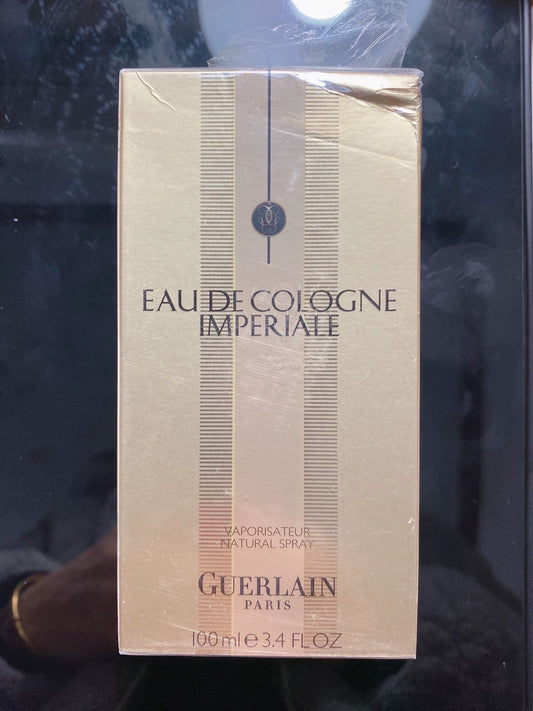 EAU DE COLOGNE
IMPERIALE
VAPORISATEUR
NATURAL SPRAY
GUERLAIN
PARIS
100ml e 3.4 FL.OZ